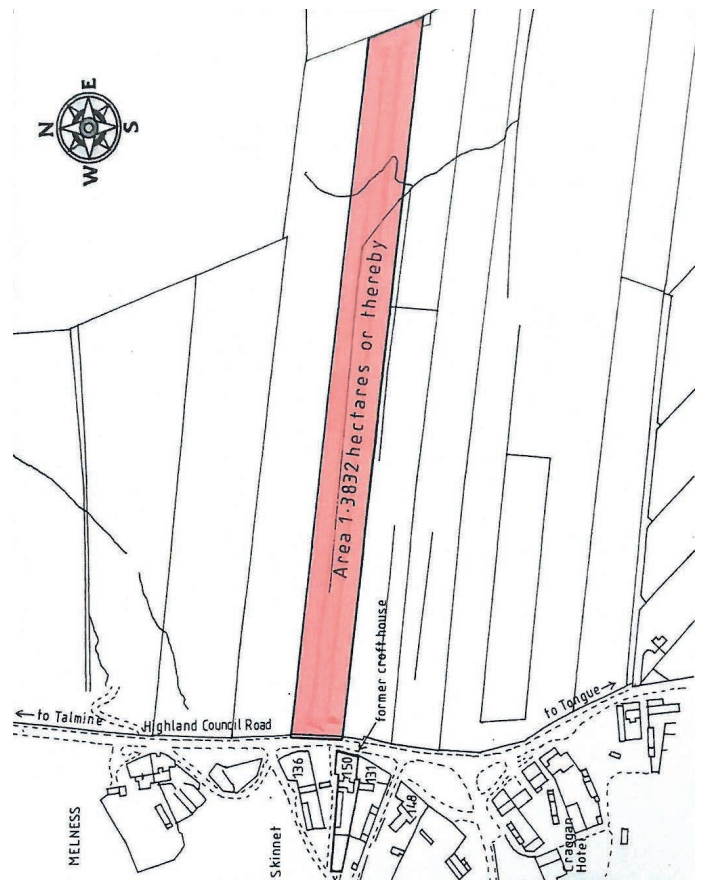 N
E
S
W
Area 1·3832 hectares or thereby
former croft house
to Talmine
Highland Council Road
to Tongue
MELNESS
Skinnet
136
150
131
148
Craggan
Hotel